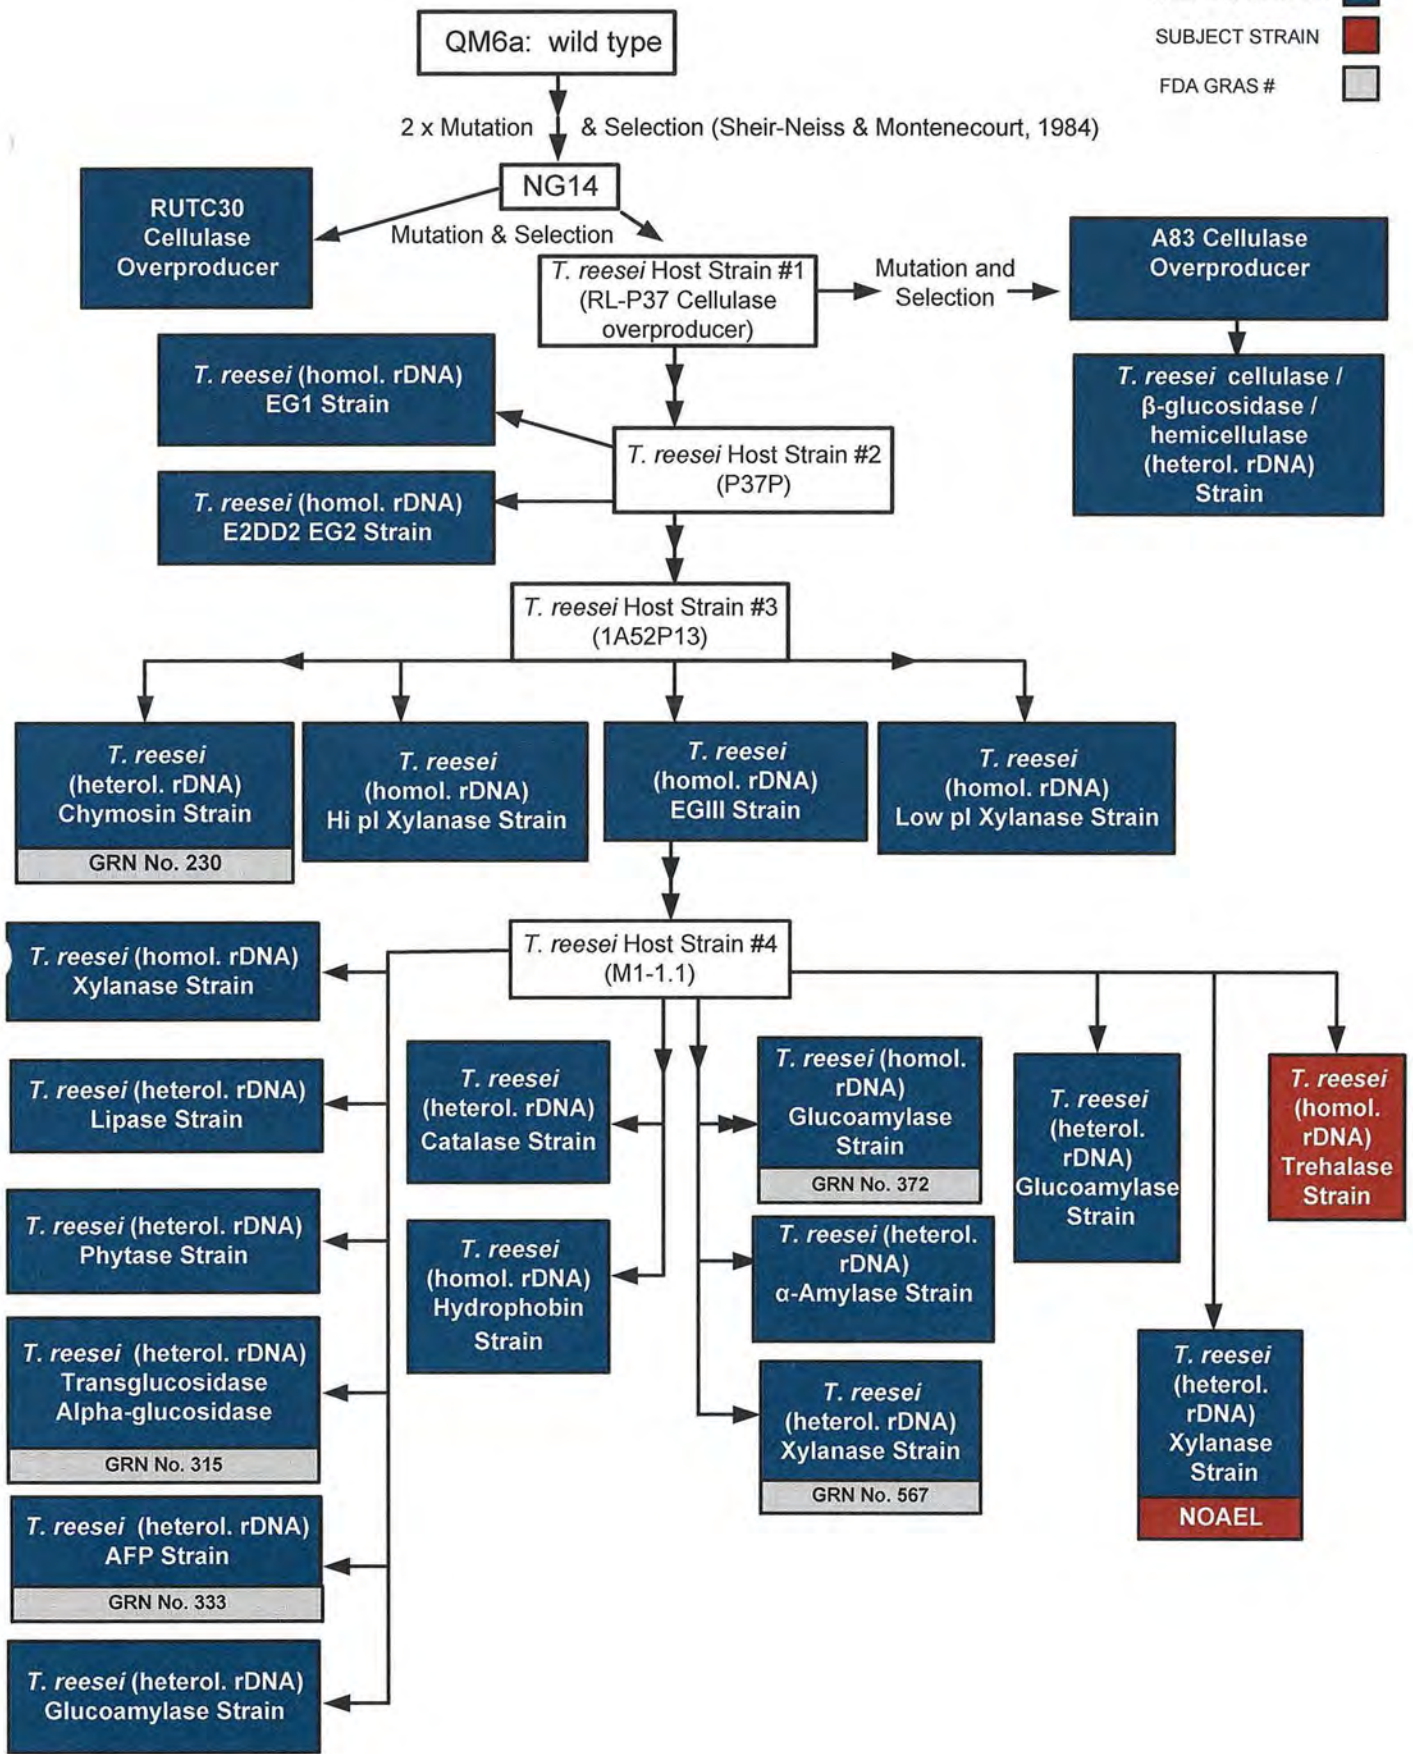 SUBJECT STRAIN
FDA GRAS #
QM6a: wild type
2 x Mutation & Selection (Sheir-Neiss & Montenecourt, 1984)
NG14
RUTC30
Cellulase
Overproducer
Mutation & Selection
T. reesei Host Strain #1
(RL-P37 Cellulase
overproducer)
Mutation and
Selection
A83 Cellulase
Overproducer
T. reesei cellulase /
β-glucosidase /
hemicellulase
(heterol. rDNA)
Strain
T. reesei (homol. rDNA)
EG1 Strain
T. reesei Host Strain #2
(P37P)
T. reesei (homol. rDNA)
E2DD2 EG2 Strain
T. reesei Host Strain #3
(1A52P13)
T. reesei
(heterol. rDNA)
Chymosin Strain
GRN No. 230
T. reesei
(homol. rDNA)
Hi pI Xylanase Strain
T. reesei
(homol. rDNA)
EGIII Strain
T. reesei
(homol. rDNA)
Low pI Xylanase Strain
T. reesei Host Strain #4
(M1-1.1)
T. reesei (homol. rDNA)
Xylanase Strain
T. reesei (heterol. rDNA)
Lipase Strain
T. reesei (heterol. rDNA)
Phytase Strain
T. reesei (heterol. rDNA)
Transglucosidase
Alpha-glucosidase
GRN No. 315
T. reesei (heterol. rDNA)
AFP Strain
GRN No. 333
T. reesei (heterol. rDNA)
Glucoamylase Strain
T. reesei
(heterol. rDNA)
Catalase Strain
T. reesei
(homol. rDNA)
Hydrophobin
Strain
T. reesei (homol.
rDNA)
Glucoamylase
Strain
GRN No. 372
T. reesei (heterol.
rDNA)
α-Amylase Strain
T. reesei
(heterol. rDNA)
Xylanase Strain
GRN No. 567
T. reesei
(heterol.
rDNA)
Glucoamylase
Strain
T. reesei
(heterol.
rDNA)
Xylanase
Strain
NOAEL
T. reesei
(homol.
rDNA)
Trehalase
Strain